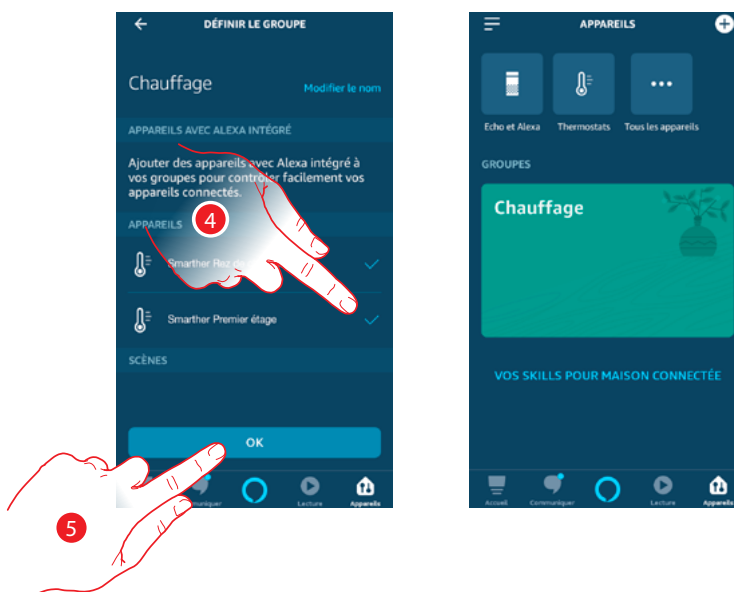 DÉFINIR LE GROUPE
Chauffage
Modifier le nom
APPAREILS AVEC ALEXA INTÉGRÉ
Ajouter des appareils avec Alexa intégré à
vos groupes pour contrôler facilement vos
appareils connectés.
APPAREILS
4
Smarther Rez de
Smarther Premier étage
SCÈNES
OK
Lecture
Appareils
5
APPAREILS
Echo et Alexa
Thermostats
Tous les appareils
GROUPES
Chauffage
VOS SKILLS POUR MAISON CONNECTÉE
Accueil
Communiquer
Lecture
Appareils